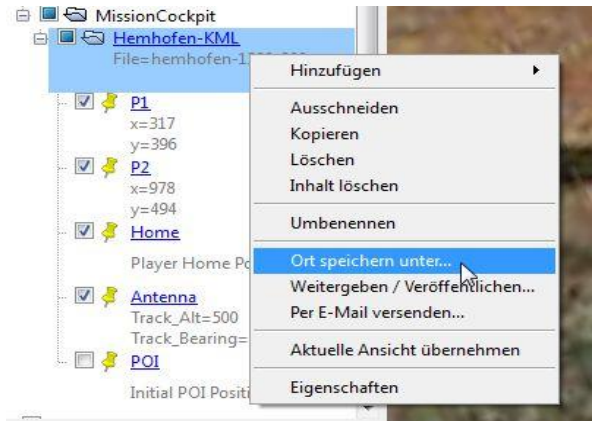 MissionCockpit
Hemhofen-KML
File=hemhofen-1
Hinzufügen
P1
x=317
y=396
Ausschneiden
Kopieren
P2
x=978
y=494
Löschen
Inhalt löschen
Home
Player Home Po
Umbenennen
Antenna
Track_Alt=500
Track_Bearing=
Ort speichern unter...
Weitergeben / Veröffentlichen...
Per E-Mail versenden...
POI
Initial POI Positi
Aktuelle Ansicht übernehmen
Eigenschaften